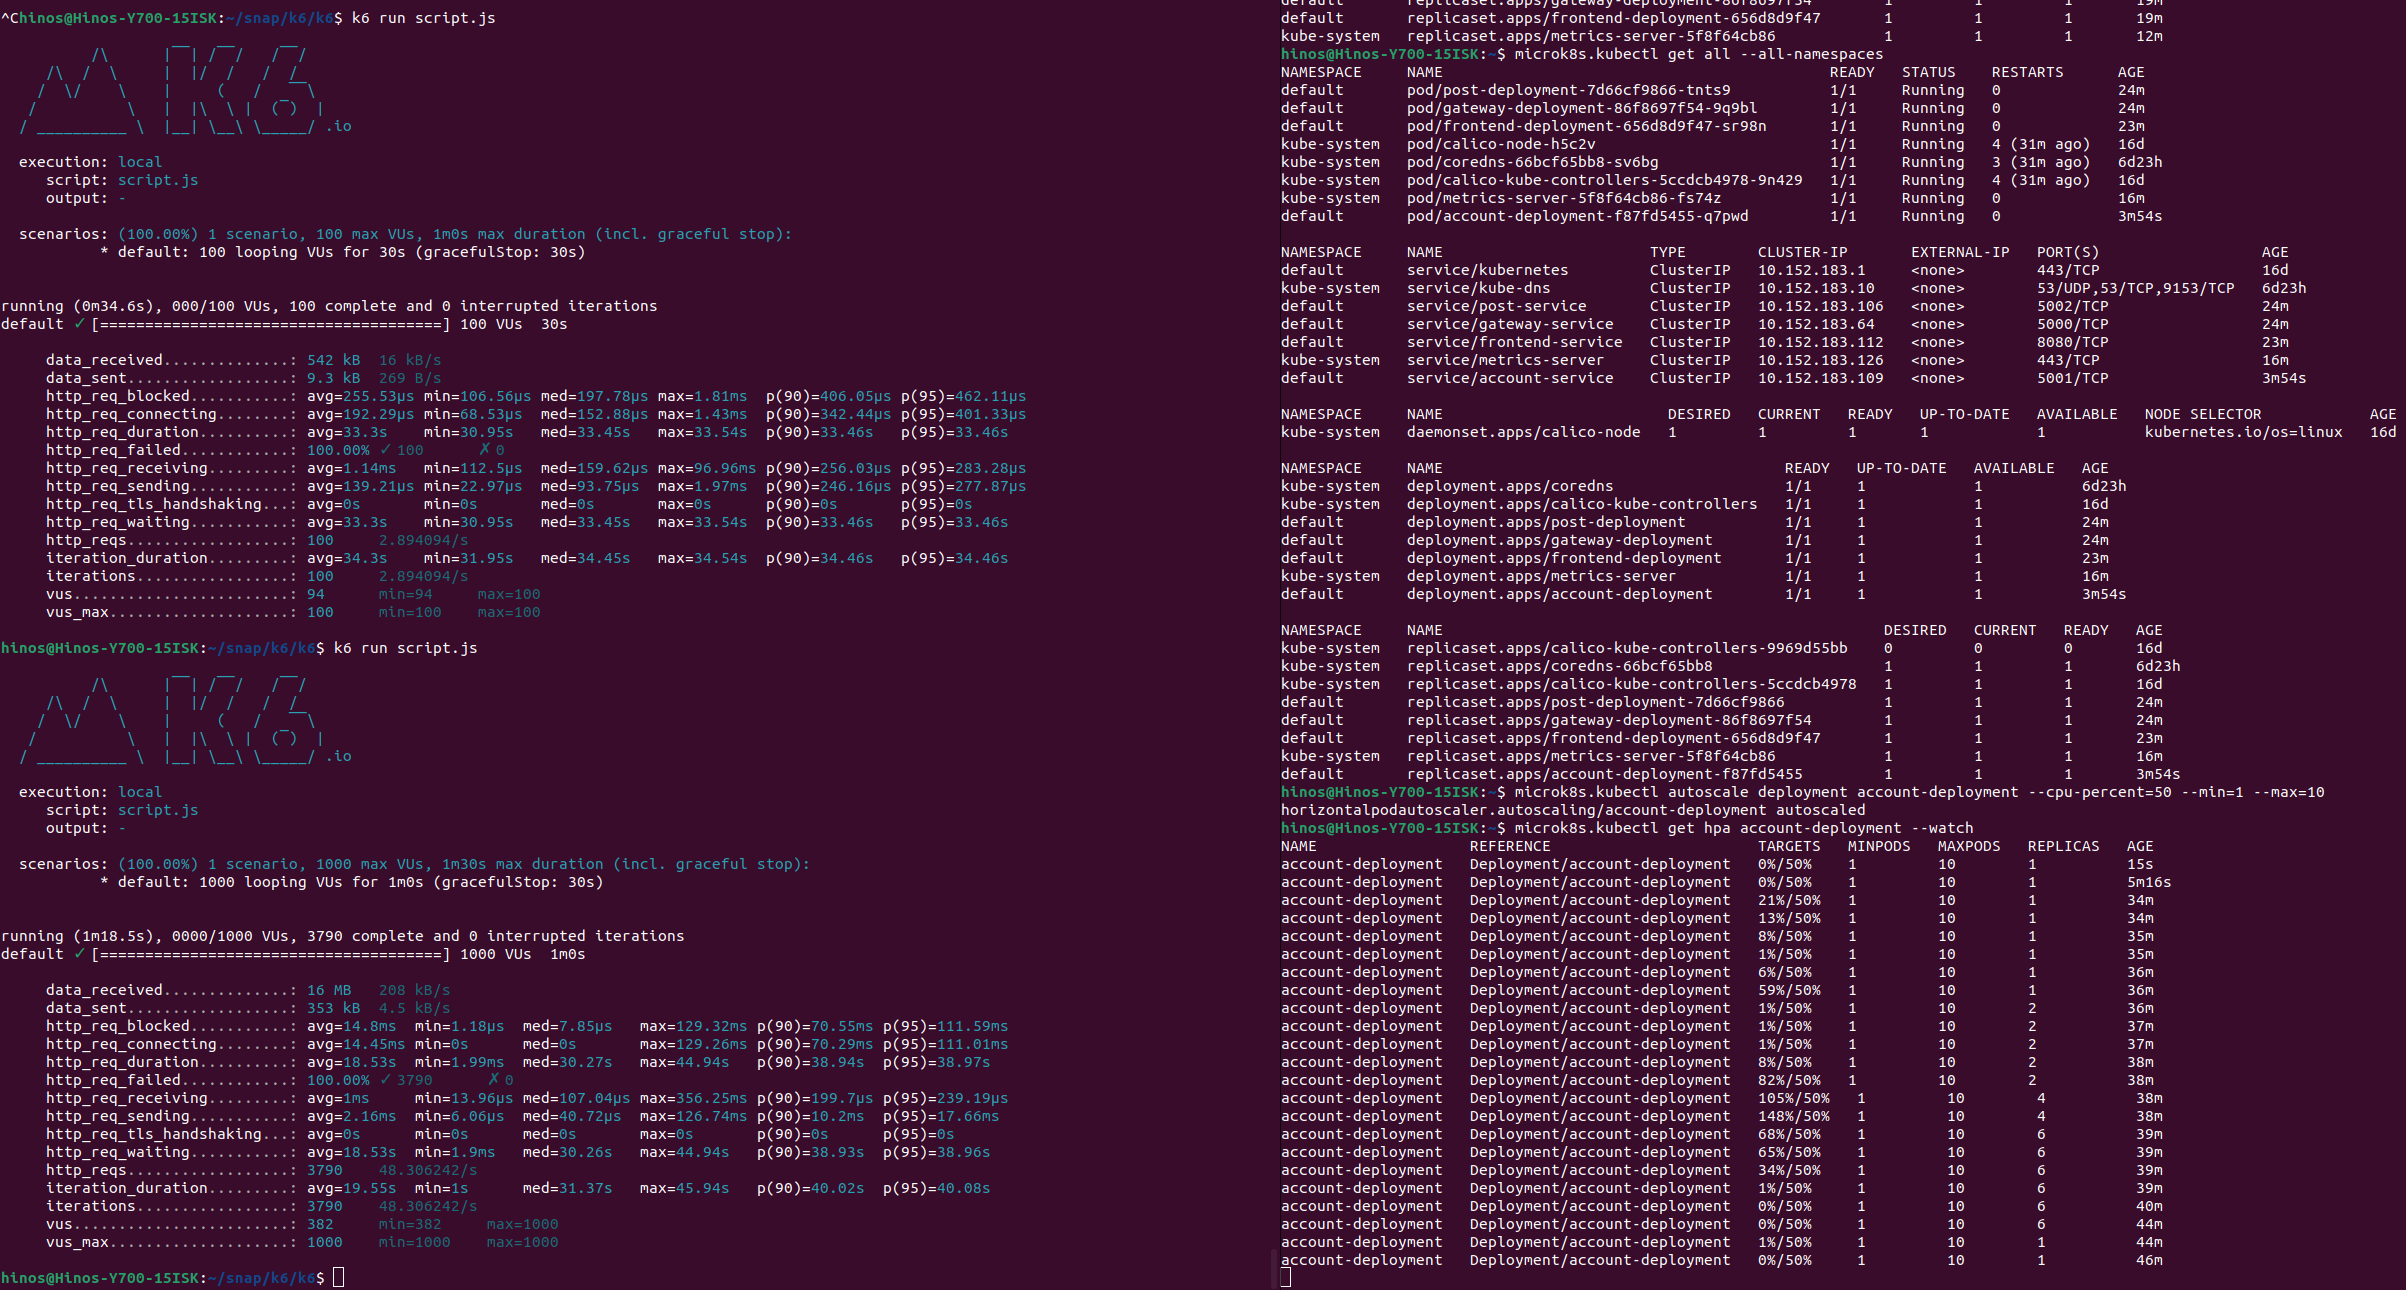 ^Chinos@Hinos-Y700-15ISK:~/snap/k6/k6$ k6 run script.js
.io
execution: local
script: script.js
output: -
scenarios: (100.00%) 1 scenario, 100 max VUs, 1m0s max duration (incl. graceful stop):
* default: 100 looping VUs for 30s (gracefulStop: 30s)
running (0m34.6s), 000/100 VUs, 100 complete and 0 interrupted iterations
default ✓ [======================================] 100 VUs  30s
data_received..............: 542 kB  16 kB/s
data_sent..................: 9.3 kB  269 B/s
http_req_blocked...........: avg=255.53µs min=106.56µs med=197.78µs max=1.81ms  p(90)=406.05µs p(95)=462.11µs
http_req_connecting........: avg=192.29µs min=68.53µs  med=152.88µs max=1.43ms  p(90)=342.44µs p(95)=401.33µs
http_req_duration..........: avg=33.3s    min=30.95s   med=33.45s   max=33.54s  p(90)=33.46s   p(95)=33.46s
http_req_failed............: 100.00% ✓ 100      ✗ 0
http_req_receiving.........: avg=1.14ms   min=112.5µs  med=159.62µs max=96.96ms p(90)=256.03µs p(95)=283.28µs
http_req_sending...........: avg=139.21µs min=22.97µs  med=93.75µs  max=1.97ms  p(90)=246.16µs p(95)=277.87µs
http_req_tls_handshaking...: avg=0s       min=0s       med=0s       max=0s      p(90)=0s       p(95)=0s
http_req_waiting...........: avg=33.3s    min=30.95s   med=33.45s   max=33.54s  p(90)=33.46s   p(95)=33.46s
http_reqs..................: 100     2.894094/s
iteration_duration.........: avg=34.3s    min=31.95s   med=34.45s   max=34.54s  p(90)=34.46s   p(95)=34.46s
iterations.................: 100     2.894094/s
vus........................: 94      min=94     max=100
vus_max....................: 100     min=100    max=100
hinos@Hinos-Y700-15ISK:~/snap/k6/k6$ k6 run script.js
.io
execution: local
script: script.js
output: -
scenarios: (100.00%) 1 scenario, 1000 max VUs, 1m30s max duration (incl. graceful stop):
* default: 1000 looping VUs for 1m0s (gracefulStop: 30s)
running (1m18.5s), 0000/1000 VUs, 3790 complete and 0 interrupted iterations
default ✓ [======================================] 1000 VUs  1m0s
data_received..............: 16 MB   208 kB/s
data_sent..................: 353 kB  4.5 kB/s
http_req_blocked...........: avg=14.8ms  min=1.18µs  med=7.85µs   max=129.32ms p(90)=70.55ms p(95)=111.59ms
http_req_connecting........: avg=14.45ms min=0s      med=0s       max=129.26ms p(90)=70.29ms p(95)=111.01ms
http_req_duration..........: avg=18.53s  min=1.99ms  med=30.27s   max=44.94s   p(90)=38.94s  p(95)=38.97s
http_req_failed............: 100.00% ✓ 3790      ✗ 0
http_req_receiving.........: avg=1ms     min=13.96µs med=107.04µs max=356.25ms p(90)=199.7µs p(95)=239.19µs
http_req_sending...........: avg=2.16ms  min=6.06µs  med=40.72µs  max=126.74ms p(90)=10.2ms  p(95)=17.66ms
http_req_tls_handshaking...: avg=0s      min=0s      med=0s       max=0s       p(90)=0s      p(95)=0s
http_req_waiting...........: avg=18.53s  min=1.9ms   med=30.26s   max=44.94s   p(90)=38.93s  p(95)=38.96s
http_reqs..................: 3790    48.306242/s
iteration_duration.........: avg=19.55s  min=1s      med=31.37s   max=45.94s   p(90)=40.02s  p(95)=40.08s
iterations.................: 3790    48.306242/s
vus........................: 382     min=382     max=1000
vus_max....................: 1000    min=1000    max=1000
hinos@Hinos-Y700-15ISK:~/snap/k6/k6$
default replicaset.apps/gateway-deployment-86f8697f54 1 1 1 19m
default replicaset.apps/frontend-deployment-656d8d9f47 1 1 1 19m
kube-system replicaset.apps/metrics-server-5f8f64cb86 1 1 1 12m
hinos@Hinos-Y700-15ISK:~$ microk8s.kubectl get all --all-namespaces
NAMESPACE NAME READY STATUS RESTARTS AGE
default pod/post-deployment-7d66cf9866-tnts9 1/1 Running 0 24m
default pod/gateway-deployment-86f8697f54-9q9bl 1/1 Running 0 24m
default pod/frontend-deployment-656d8d9f47-sr98n 1/1 Running 0 23m
kube-system pod/calico-node-h5c2v 1/1 Running 4 (31m ago) 16d
kube-system pod/coredns-66bcf65bb8-sv6bg 1/1 Running 3 (31m ago) 6d23h
kube-system pod/calico-kube-controllers-5ccdcb4978-9n429 1/1 Running 4 (31m ago) 16d
kube-system pod/metrics-server-5f8f64cb86-fs74z 1/1 Running 0 16m
default pod/account-deployment-f87fd5455-q7pwd 1/1 Running 0 3m54s
NAMESPACE NAME TYPE CLUSTER-IP EXTERNAL-IP PORT(S) AGE
default service/kubernetes ClusterIP 10.152.183.1 <none> 443/TCP 16d
kube-system service/kube-dns ClusterIP 10.152.183.10 <none> 53/UDP,53/TCP,9153/TCP 6d23h
default service/post-service ClusterIP 10.152.183.106 <none> 5002/TCP 24m
default service/gateway-service ClusterIP 10.152.183.64 <none> 5000/TCP 24m
default service/frontend-service ClusterIP 10.152.183.112 <none> 8080/TCP 23m
kube-system service/metrics-server ClusterIP 10.152.183.126 <none> 443/TCP 16m
default service/account-service ClusterIP 10.152.183.109 <none> 5001/TCP 3m54s
NAMESPACE NAME DESIRED CURRENT READY UP-TO-DATE AVAILABLE NODE SELECTOR AGE
kube-system daemonset.apps/calico-node 1 1 1 1 1 kubernetes.io/os=linux 16d
NAMESPACE NAME READY UP-TO-DATE AVAILABLE AGE
kube-system deployment.apps/coredns 1/1 1 1 6d23h
kube-system deployment.apps/calico-kube-controllers 1/1 1 1 16d
default deployment.apps/post-deployment 1/1 1 1 24m
default deployment.apps/gateway-deployment 1/1 1 1 24m
default deployment.apps/frontend-deployment 1/1 1 1 23m
kube-system deployment.apps/metrics-server 1/1 1 1 16m
default deployment.apps/account-deployment 1/1 1 1 3m54s
NAMESPACE NAME DESIRED CURRENT READY AGE
kube-system replicaset.apps/calico-kube-controllers-9969d55bb 0 0 0 16d
kube-system replicaset.apps/coredns-66bcf65bb8 1 1 1 6d23h
kube-system replicaset.apps/calico-kube-controllers-5ccdcb4978 1 1 1 16d
default replicaset.apps/post-deployment-7d66cf9866 1 1 1 24m
default replicaset.apps/gateway-deployment-86f8697f54 1 1 1 24m
default replicaset.apps/frontend-deployment-656d8d9f47 1 1 1 23m
kube-system replicaset.apps/metrics-server-5f8f64cb86 1 1 1 16m
default replicaset.apps/account-deployment-f87fd5455 1 1 1 3m54s
hinos@Hinos-Y700-15ISK:~$ microk8s.kubectl autoscale deployment account-deployment --cpu-percent=50 --min=1 --max=10
horizontalpodautoscaler.autoscaling/account-deployment autoscaled
hinos@Hinos-Y700-15ISK:~$ microk8s.kubectl get hpa account-deployment --watch
NAME REFERENCE TARGETS MINPODS MAXPODS REPLICAS AGE
account-deployment Deployment/account-deployment 0%/50% 1 10 1 15s
account-deployment Deployment/account-deployment 0%/50% 1 10 1 5m16s
account-deployment Deployment/account-deployment 21%/50% 1 10 1 34m
account-deployment Deployment/account-deployment 13%/50% 1 10 1 34m
account-deployment Deployment/account-deployment 8%/50% 1 10 1 35m
account-deployment Deployment/account-deployment 1%/50% 1 10 1 35m
account-deployment Deployment/account-deployment 6%/50% 1 10 1 36m
account-deployment Deployment/account-deployment 59%/50% 1 10 1 36m
account-deployment Deployment/account-deployment 1%/50% 1 10 2 36m
account-deployment Deployment/account-deployment 1%/50% 1 10 2 37m
account-deployment Deployment/account-deployment 1%/50% 1 10 2 37m
account-deployment Deployment/account-deployment 8%/50% 1 10 2 38m
account-deployment Deployment/account-deployment 82%/50% 1 10 2 38m
account-deployment Deployment/account-deployment 105%/50% 1 10 4 38m
account-deployment Deployment/account-deployment 148%/50% 1 10 4 38m
account-deployment Deployment/account-deployment 68%/50% 1 10 6 39m
account-deployment Deployment/account-deployment 65%/50% 1 10 6 39m
account-deployment Deployment/account-deployment 34%/50% 1 10 6 39m
account-deployment Deployment/account-deployment 1%/50% 1 10 6 39m
account-deployment Deployment/account-deployment 0%/50% 1 10 6 40m
account-deployment Deployment/account-deployment 0%/50% 1 10 6 44m
account-deployment Deployment/account-deployment 1%/50% 1 10 1 44m
account-deployment Deployment/account-deployment 0%/50% 1 10 1 46m